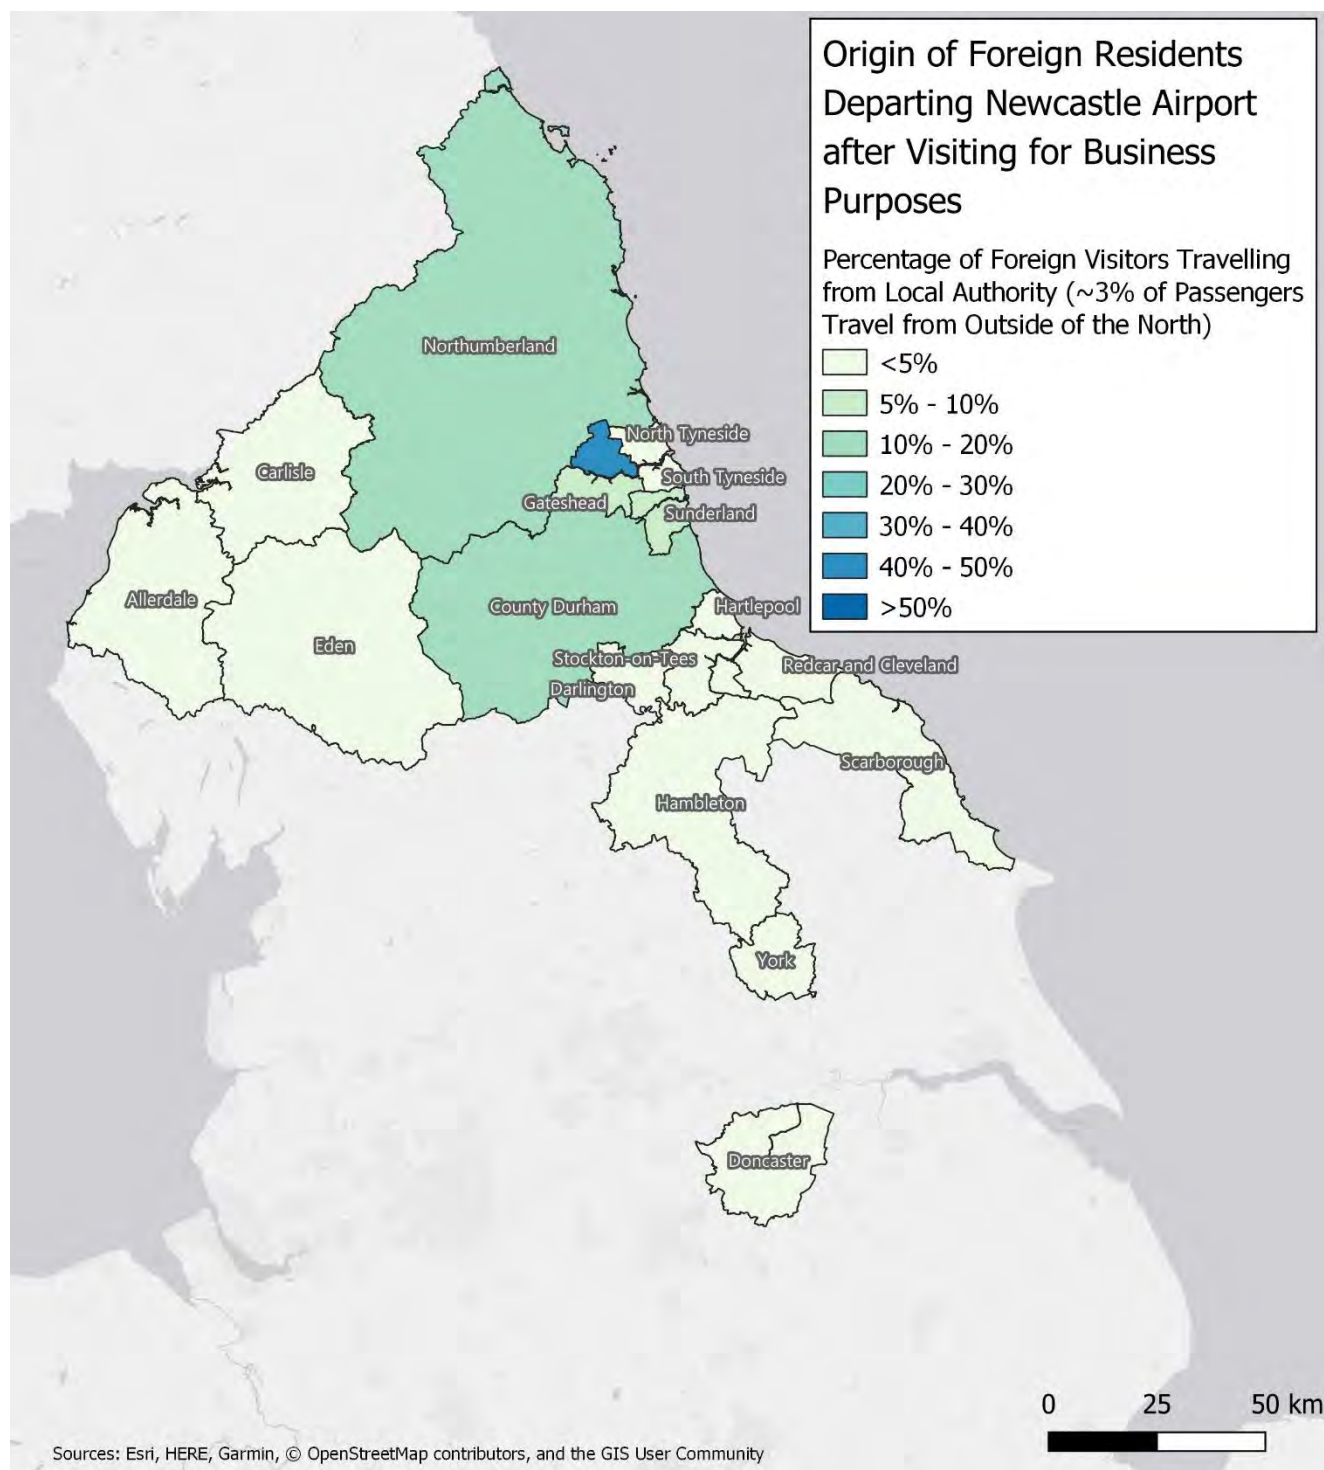 Origin of Foreign Residents
Departing Newcastle Airport
after Visiting for Business
Purposes
Percentage of Foreign Visitors Travelling
from Local Authority (~3% of Passengers
Travel from Outside of the North)
<5%
5% - 10%
10% - 20%
20% - 30%
30% - 40%
40% - 50%
>50%
Northumberland
North Tyneside
Carlisle
South Tyneside
Gateshead
Sunderland
Allerdale
County Durham
Hartlepool
Eden
Stockton-on-Tees
Redcar and Cleveland
Darlington
Scarborough
Hambleton
York
Doncaster
0 25 50 km
Sources: Esri, HERE, Garmin, © OpenStreetMap contributors, and the GIS User Community